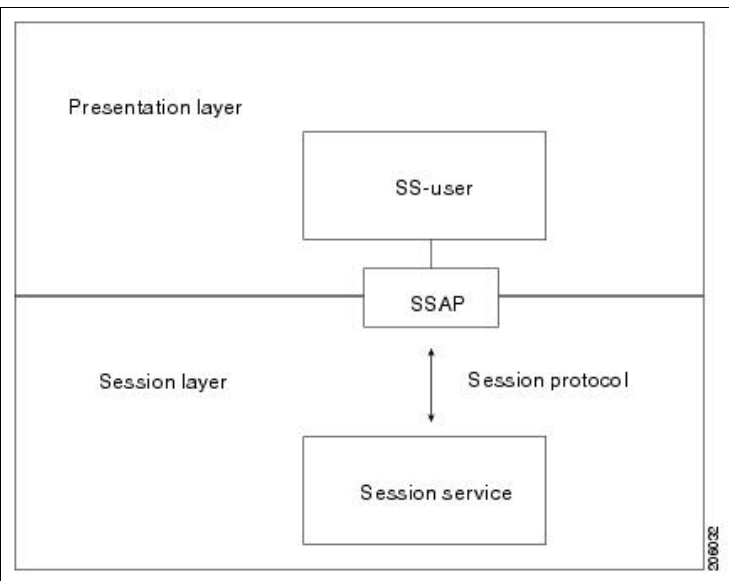 Presentation layer
SS-user
SSAP
Session layer
Session protocol
Session service
206032